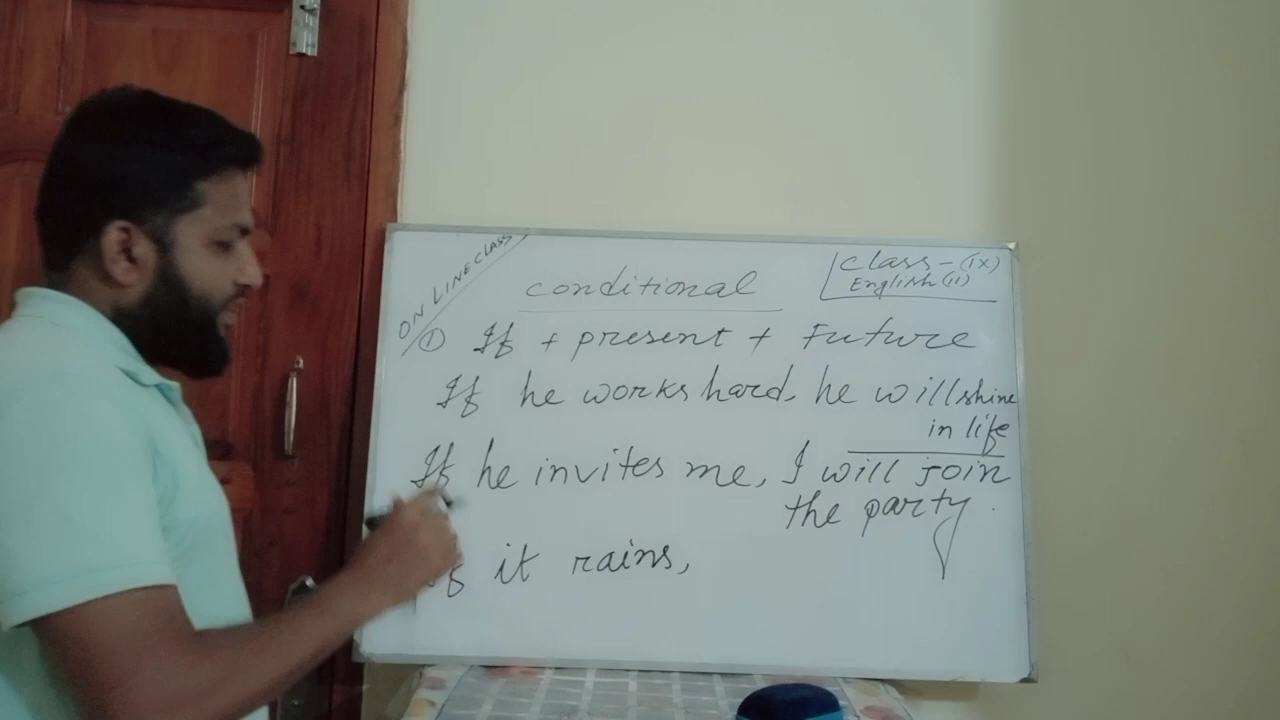 ON LINE CLASS
Class - (IX)
English (II)
conditional
① If + present + Future
If he works hard, he will shine
in life
If he invites me, I will join
the party.
If it rains,